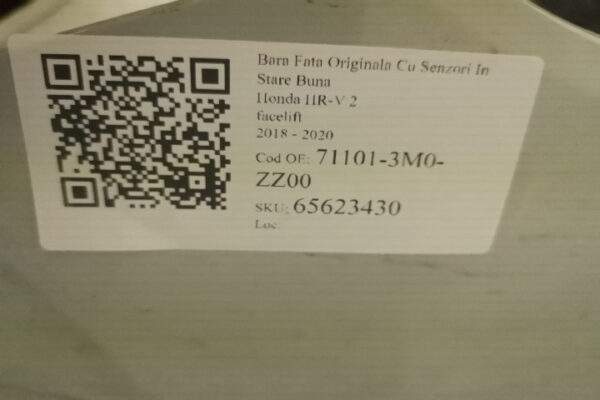 Bara Fata Originala Cu Senzori In
Stare Buna
Honda HR-V 2
facelift
2018 - 2020
Cod OE: 71101-3M0-
ZZ00
SKU: 65623430
Loc: